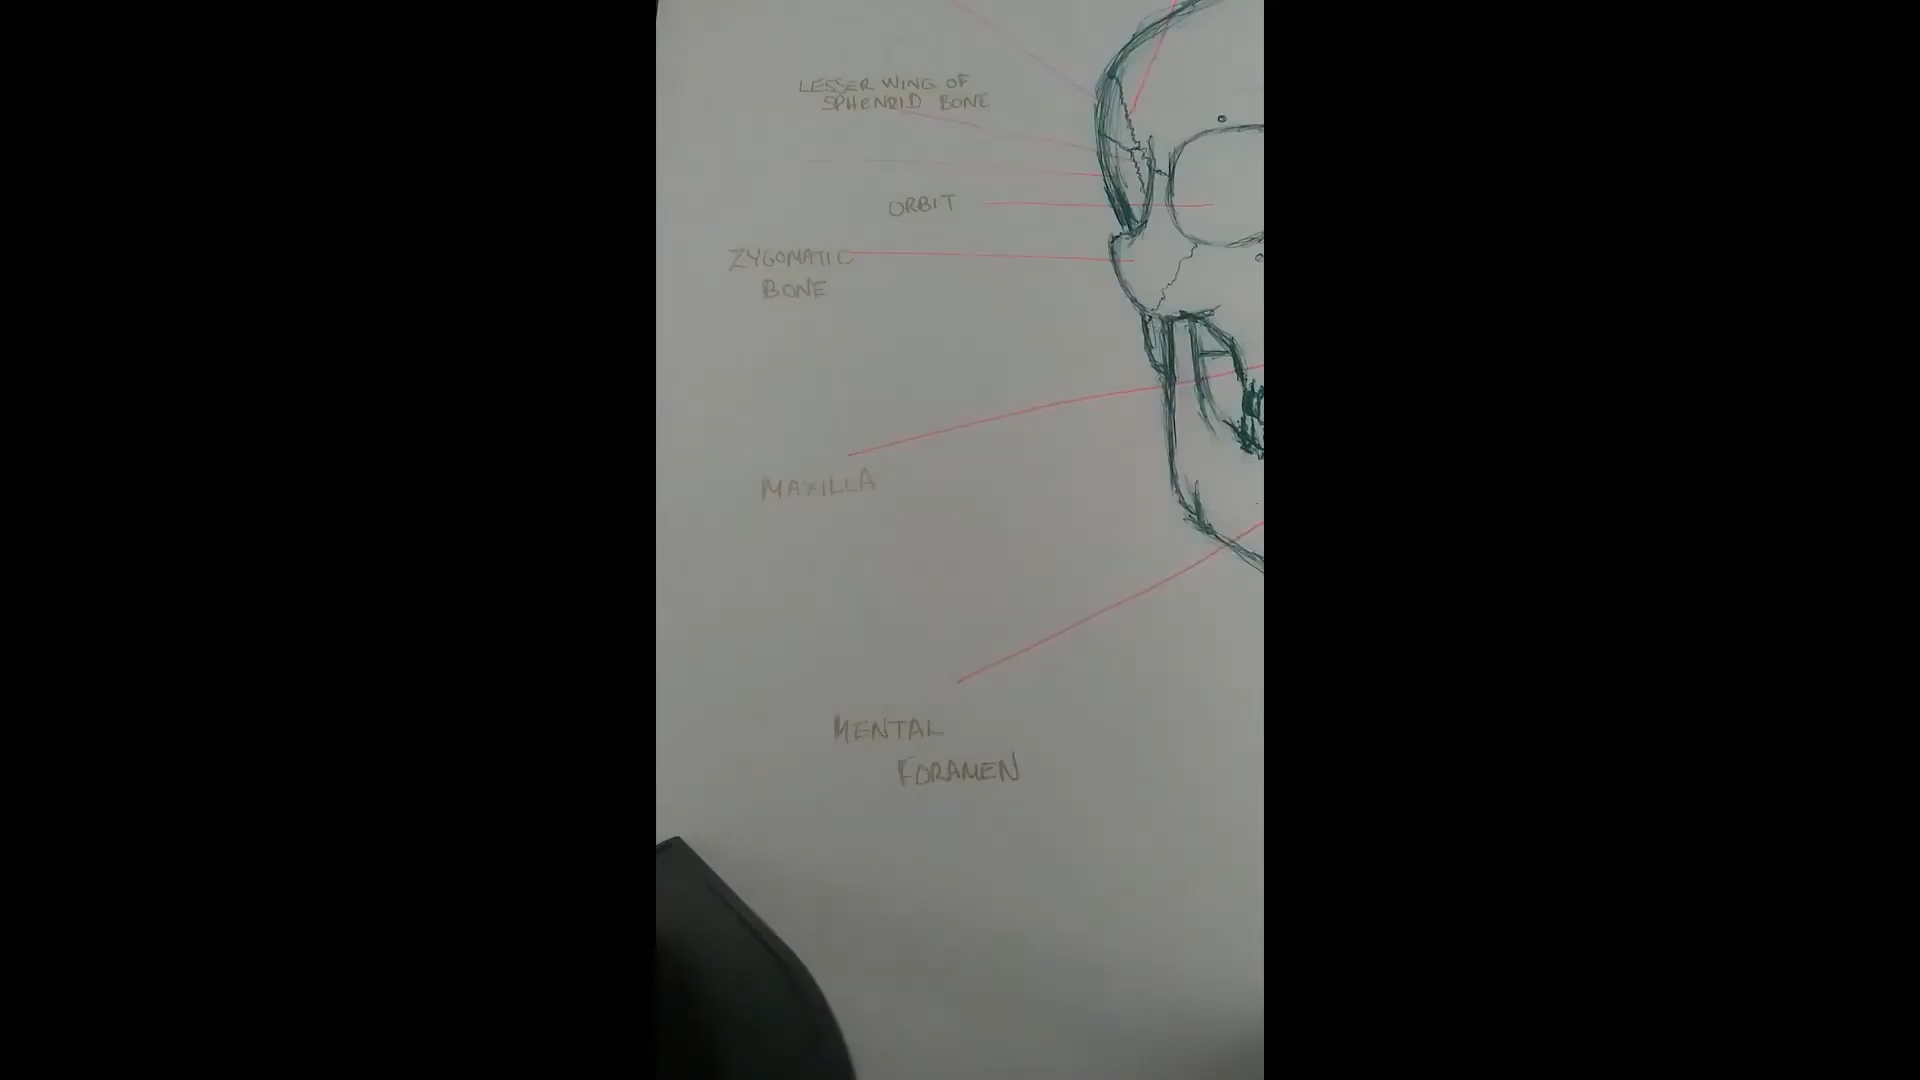 LESSER WING OF
SPHENOID BONE
ORBIT
ZYGOMATIC
BONE
MAXILLA
MENTAL
FORAMEN